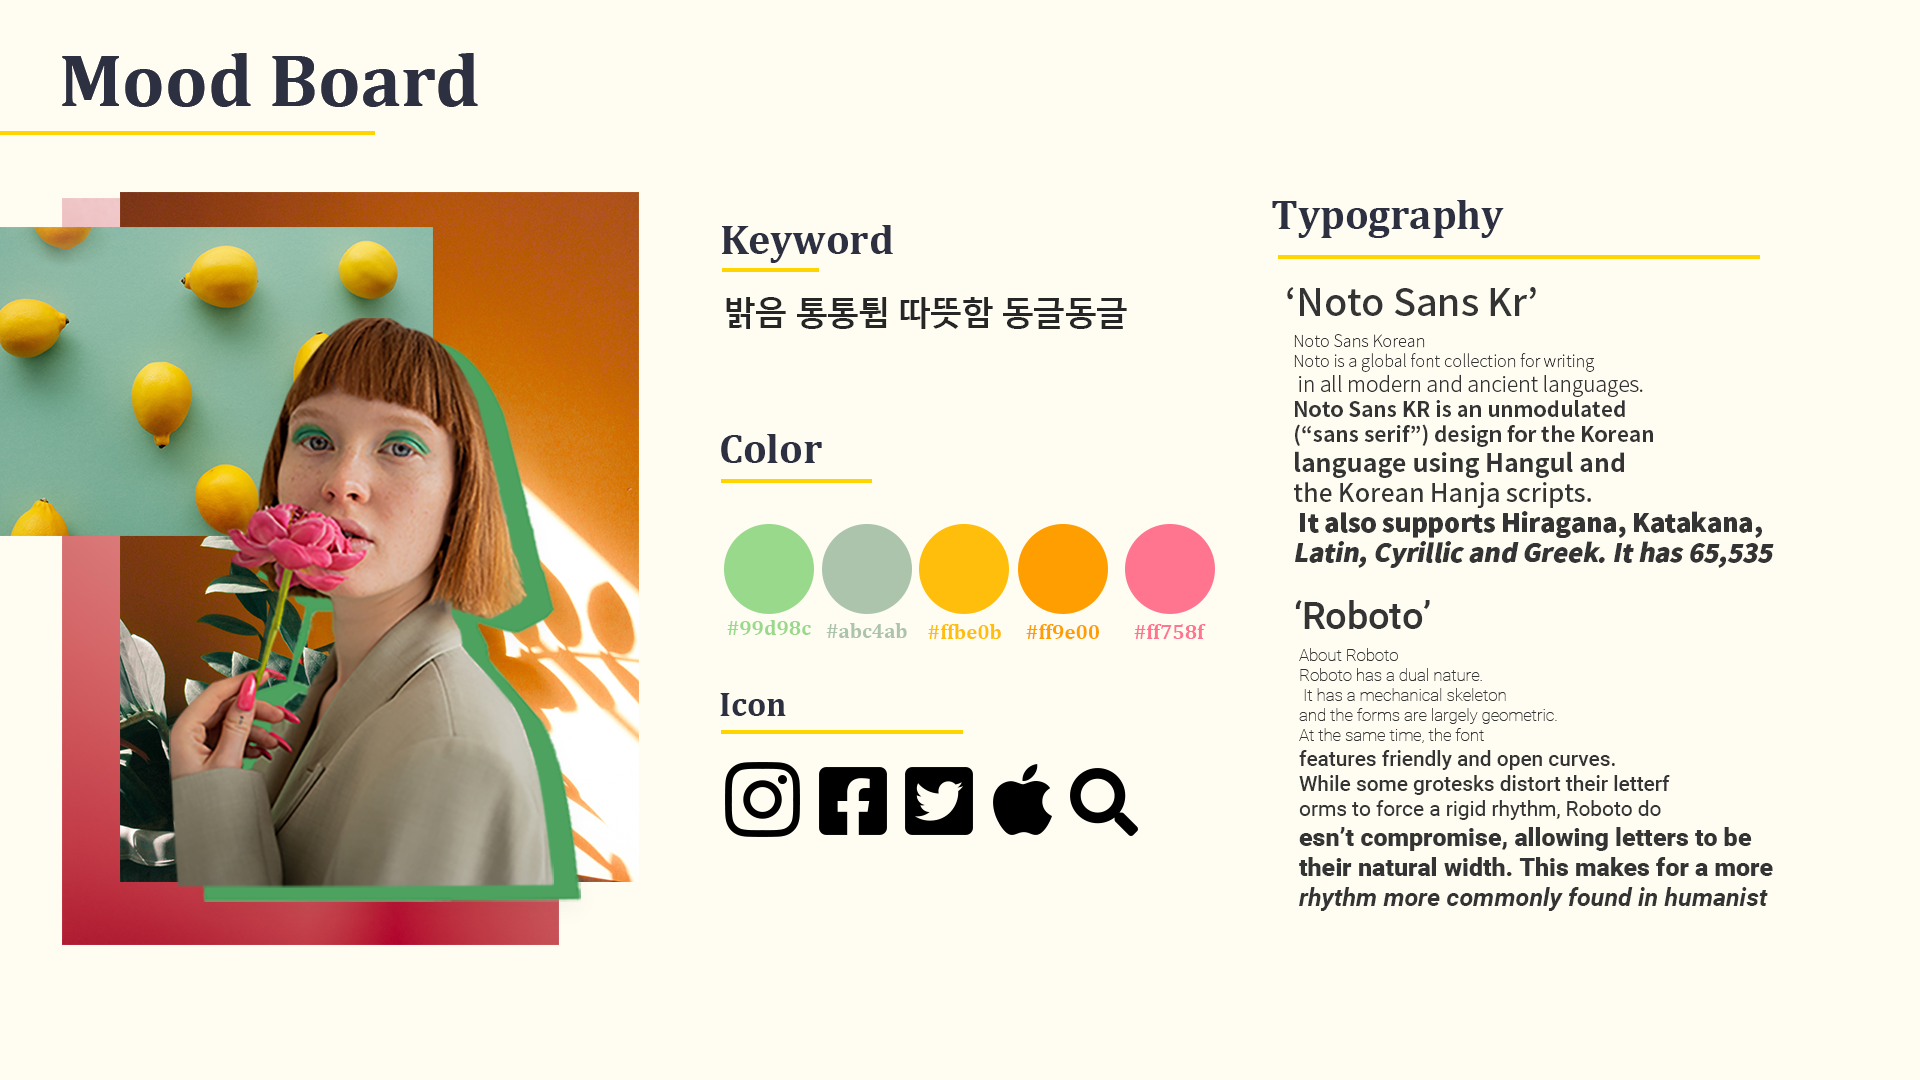 Mood Board
Keyword
밝음 통통튐 따뜻함 동글동글
Color
#99d98c #abc4ab #ffbe0b #ff9e00 #ff758f
Icon
Typography
‘Noto Sans Kr’
Noto Sans Korean
Noto is a global font collection for writing
in all modern and ancient languages.
Noto Sans KR is an unmodulated
(“sans serif”) design for the Korean
language using Hangul and
the Korean Hanja scripts.
It also supports Hiragana, Katakana,
Latin, Cyrillic and Greek. It has 65,535
‘Roboto’
About Roboto
Roboto has a dual nature.
It has a mechanical skeleton
and the forms are largely geometric.
At the same time, the font
features friendly and open curves.
While some grotesks distort their letterf
orms to force a rigid rhythm, Roboto do
esn’t compromise, allowing letters to be
their natural width. This makes for a more
rhythm more commonly found in humanist